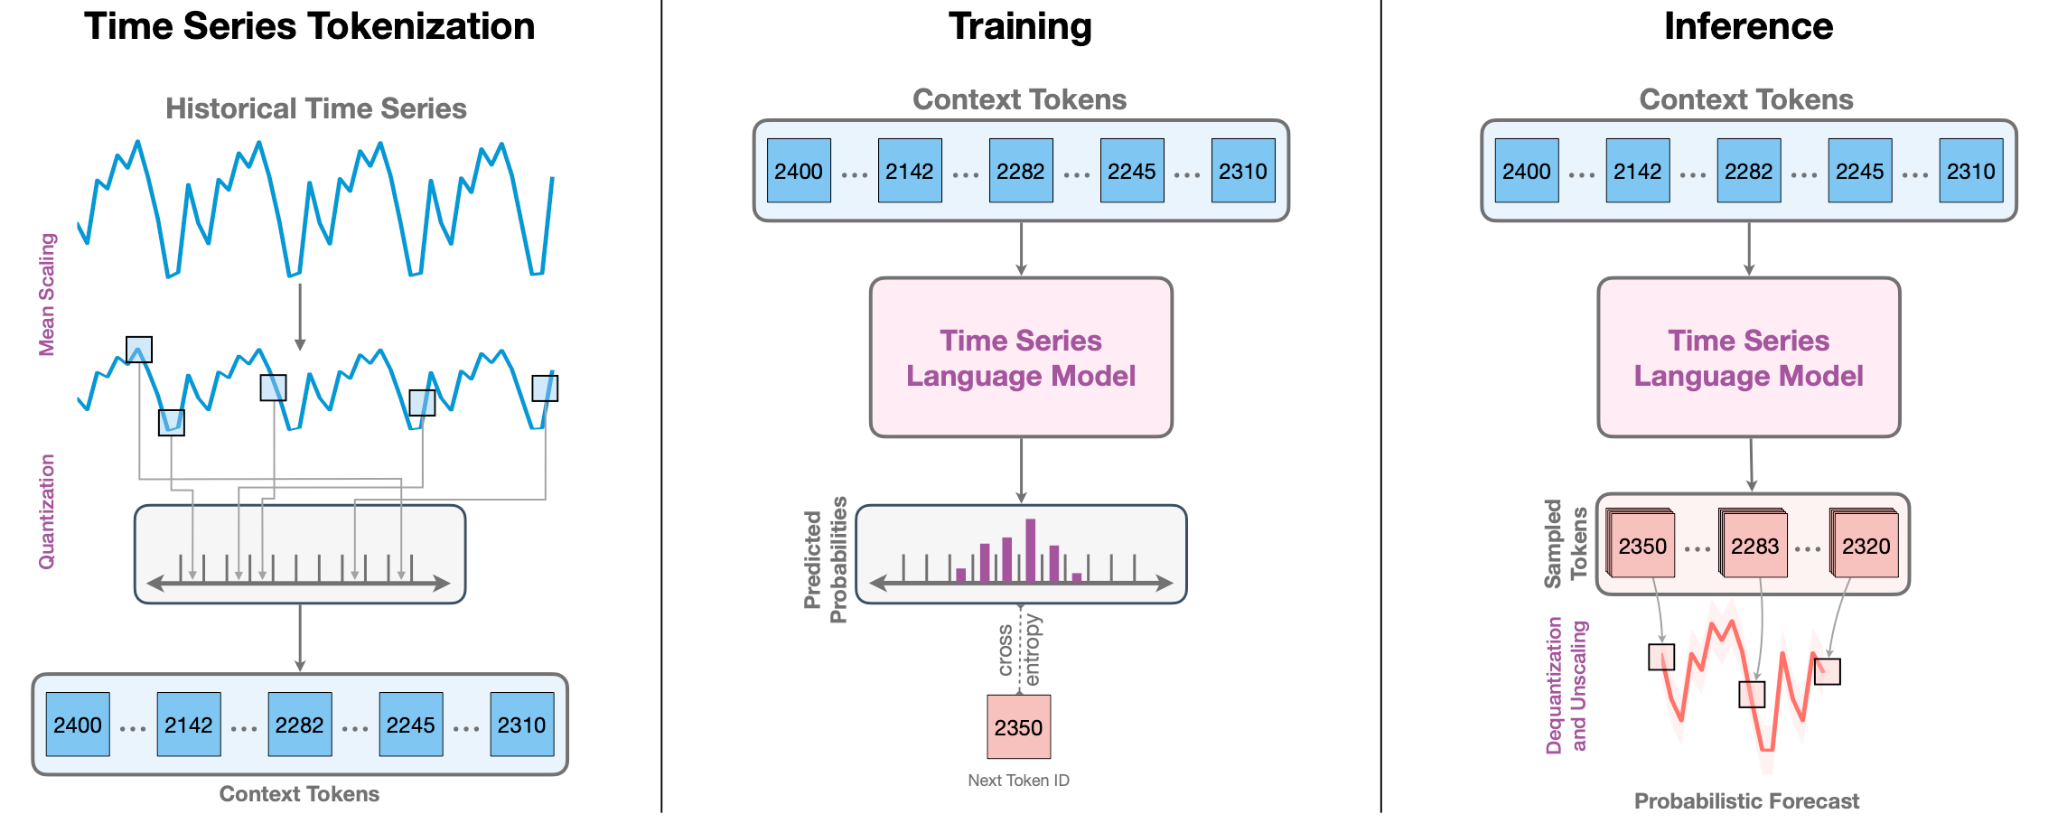 Time Series Tokenization
Historical Time Series
Mean Scaling
Quantization
2400 ... 2142 ... 2282 ... 2245 ... 2310
Context Tokens
Training
Context Tokens
2400 ... 2142 ... 2282 ... 2245 ... 2310
Time Series
Language Model
Predicted
Probabilities
cross
entropy
2350
Next Token ID
Inference
Context Tokens
2400 ... 2142 ... 2282 ... 2245 ... 2310
Time Series
Language Model
Sampled
Tokens
2350 ... 2283 ... 2320
Dequantization
and Unscaling
Probabilistic Forecast